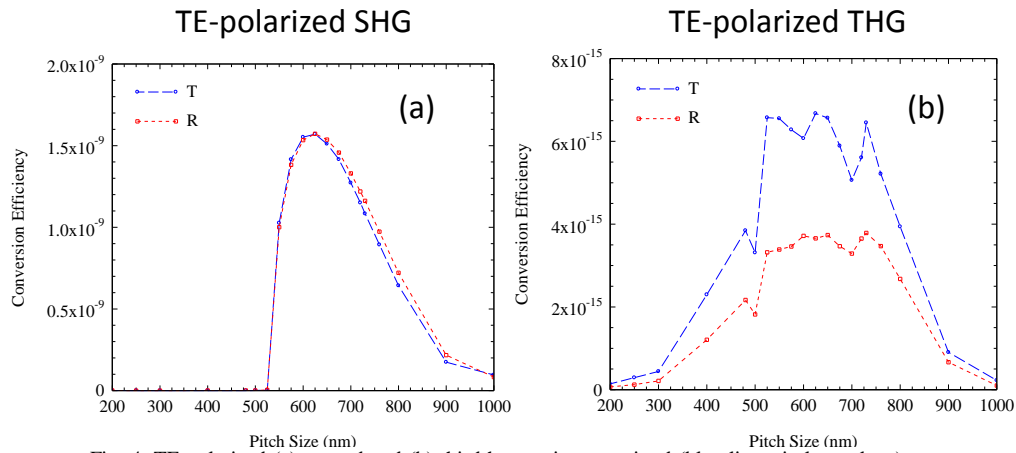 TE-polarized SHG
TE-polarized THG
2.0x10⁻⁹
1.5x10⁻⁹
1.0x10⁻⁹
0.5x10⁻⁹
0
Conversion Efficiency
T
R
(a)
200 300 400 500 600 700 800 900 1000
Pitch Size (nm)
8x10⁻¹⁵
6x10⁻¹⁵
4x10⁻¹⁵
2x10⁻¹⁵
0
Conversion Efficiency
T
R
(b)
200 300 400 500 600 700 800 900 1000
Pitch Size (nm)